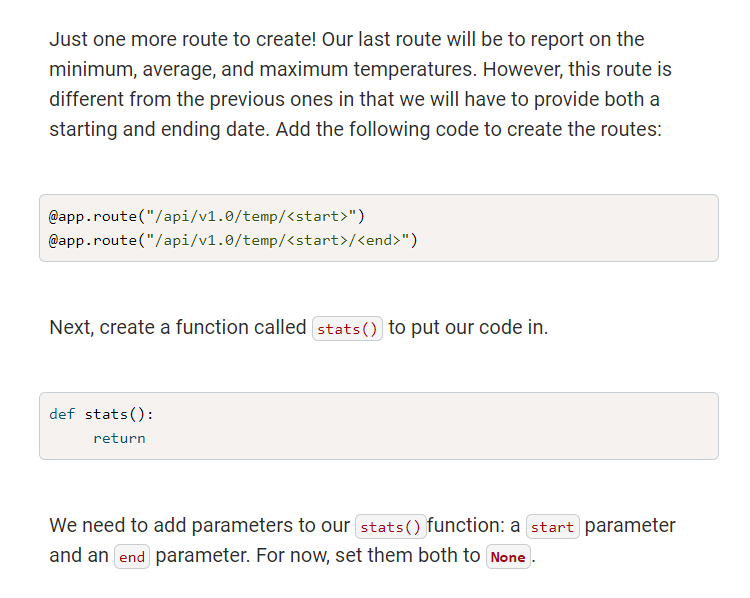 Just one more route to create! Our last route will be to report on the
minimum, average, and maximum temperatures. However, this route is
different from the previous ones in that we will have to provide both a
starting and ending date. Add the following code to create the routes:
@app.route("/api/v1.0/temp/<start>")
@app.route("/api/v1.0/temp/<start>/<end>")
Next, create a function called stats() to put our code in.
def stats():
     return
We need to add parameters to our stats()function: a start parameter
and an end parameter. For now, set them both to None.